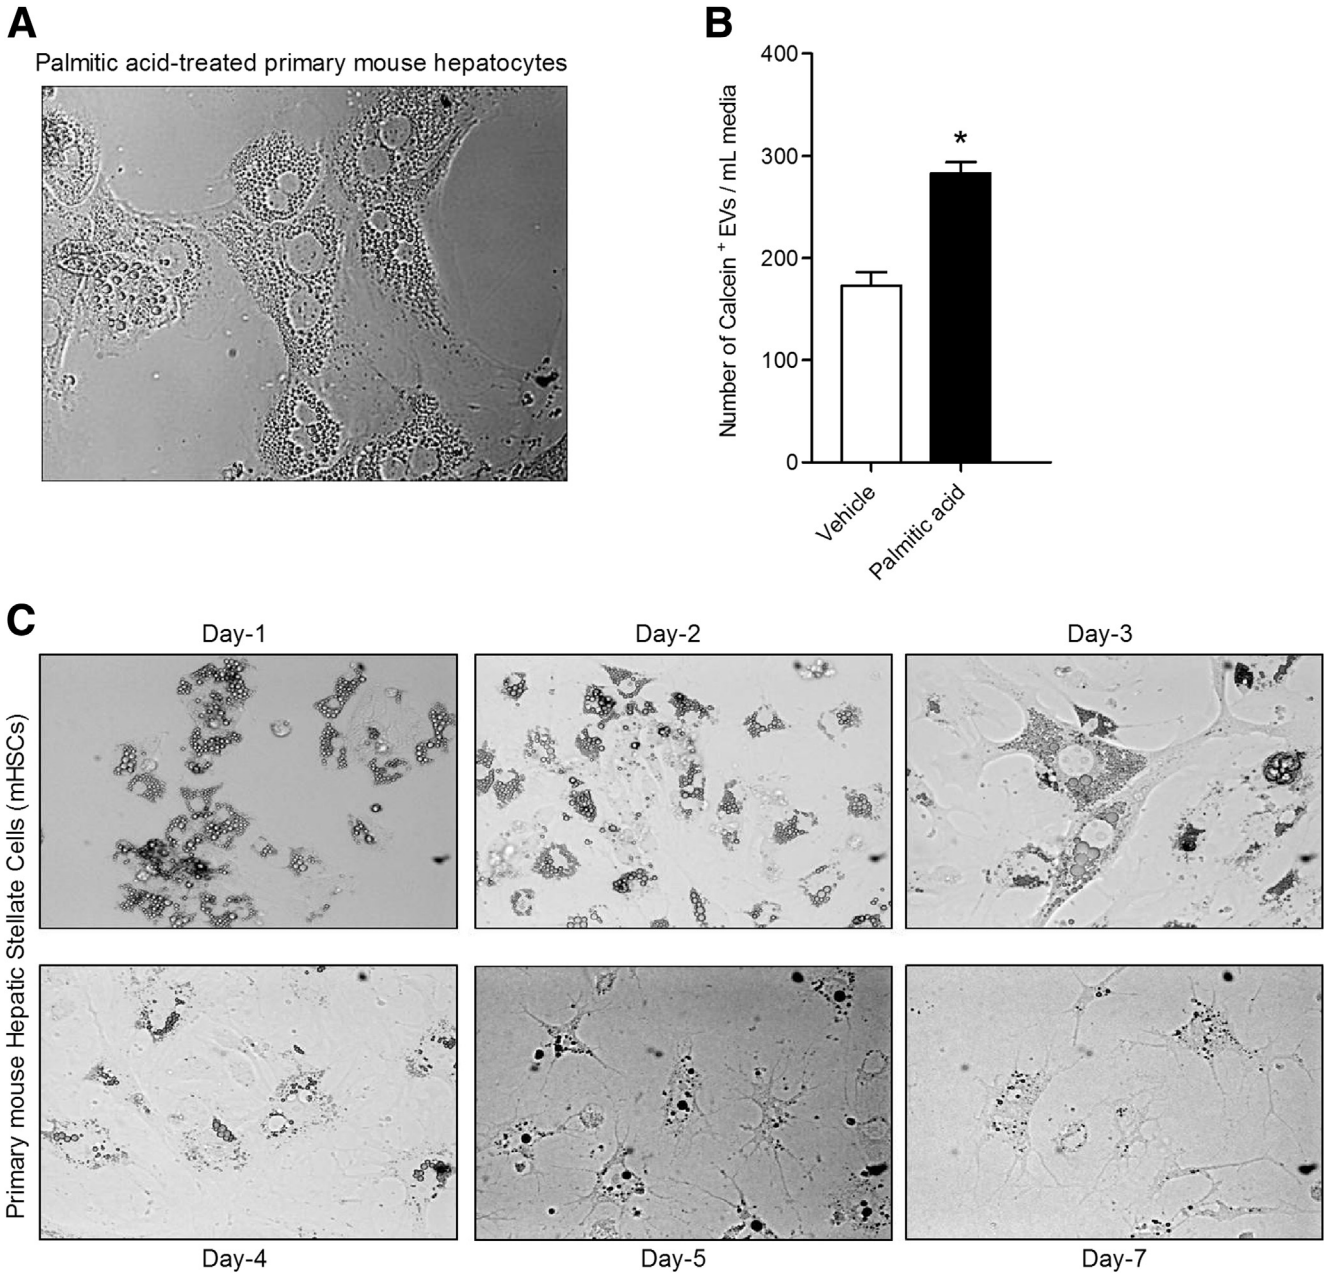 A
Palmitic acid-treated primary mouse hepatocytes
B
Number of Calcein + EVs / mL media
400
300
200
100
0
*
Vehicle
Palmitic acid
C
Primary mouse Hepatic Stellate Cells (mHSCs)
Day-1
Day-2
Day-3
Day-4
Day-5
Day-7